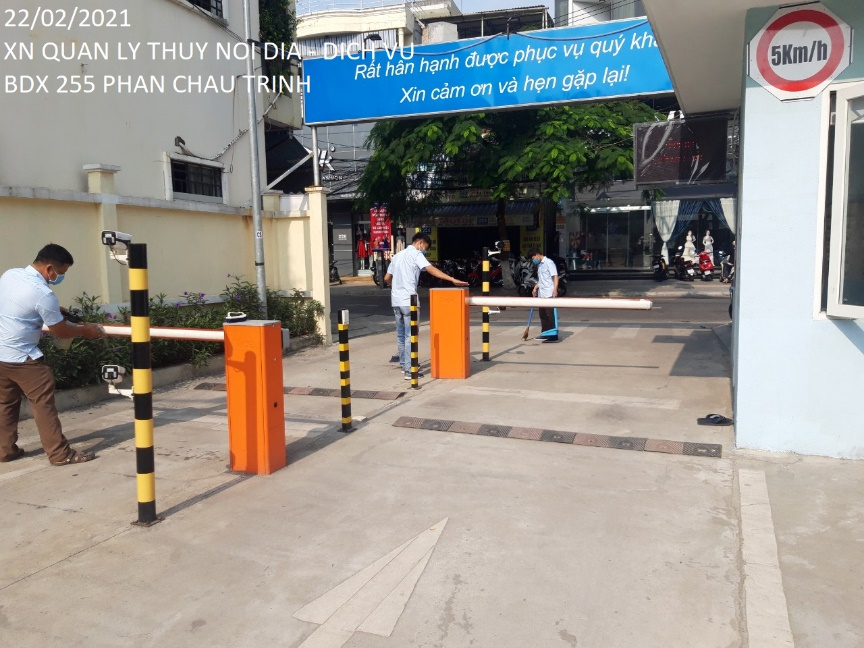 22/02/2021
XN QUAN LY THUY NOI DIA - DICH VU
BDX 255 PHAN CHAU TRINH
Rất hân hạnh được phục vụ quý
Xin cảm ơn và hẹn gặp lại!
5Km/h